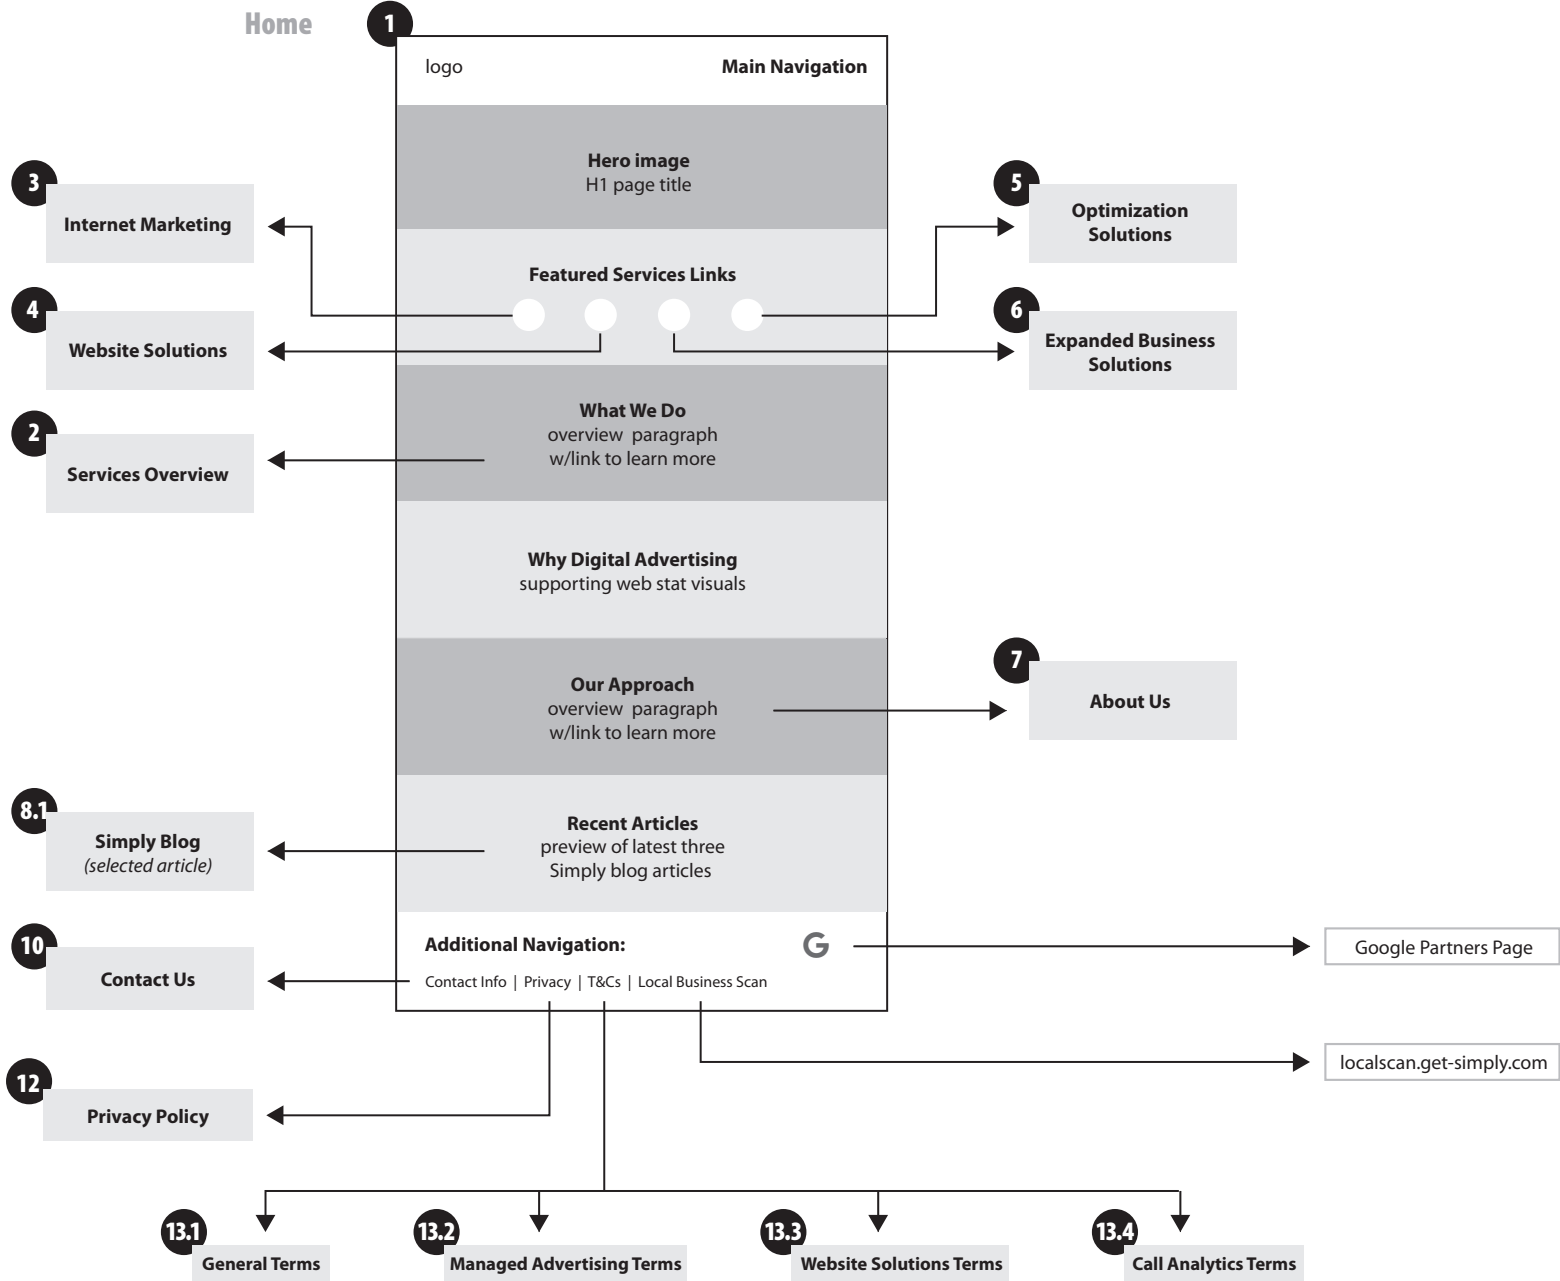 Home
1
logo
Main Navigation
Hero image
H1 page title
3
Internet Marketing
5
Optimization
Solutions
Featured Services Links
4
Website Solutions
6
Expanded Business
Solutions
What We Do
overview paragraph
w/link to learn more
2
Services Overview
Why Digital Advertising
supporting web stat visuals
Our Approach
overview paragraph
w/link to learn more
7
About Us
8.1
Simply Blog
(selected article)
Recent Articles
preview of latest three
Simply blog articles
10
Contact Us
Additional Navigation:
G
Contact Info | Privacy | T&Cs | Local Business Scan
Google Partners Page
localscan.get-simply.com
12
Privacy Policy
13.1
General Terms
13.2
Managed Advertising Terms
13.3
Website Solutions Terms
13.4
Call Analytics Terms